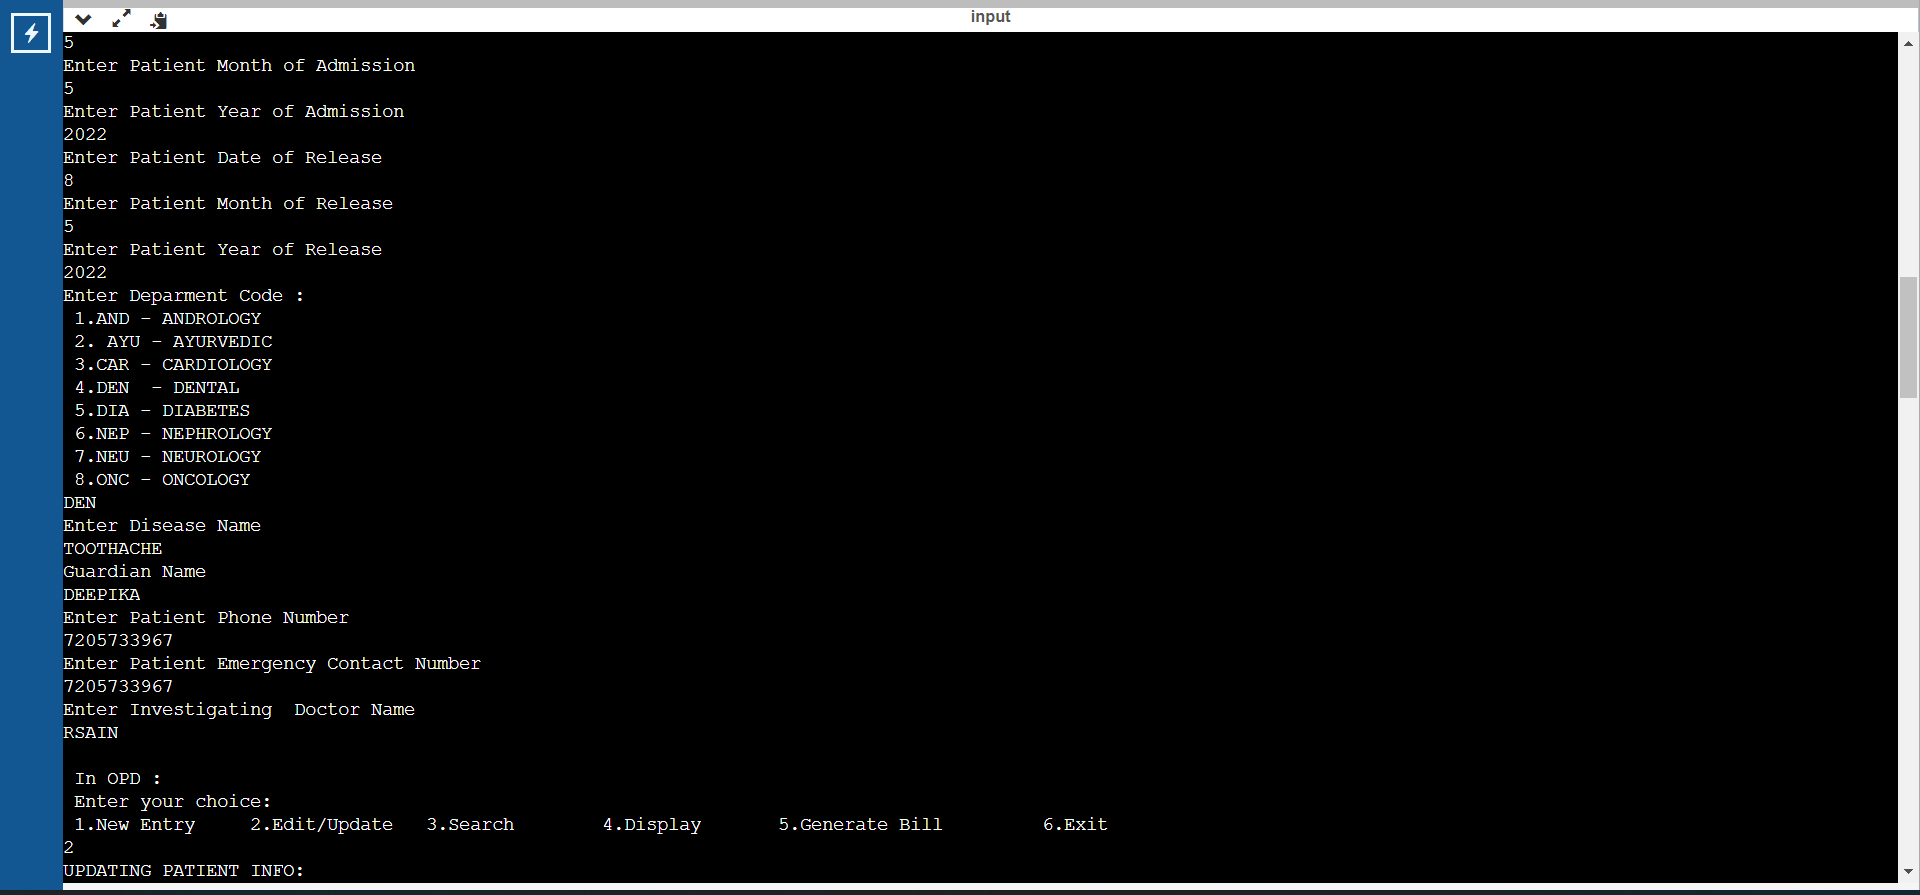 input
5
Enter Patient Month of Admission
5
Enter Patient Year of Admission
2022
Enter Patient Date of Release
8
Enter Patient Month of Release
5
Enter Patient Year of Release
2022
Enter Deparment Code :
1.AND - ANDROLOGY
2. AYU - AYURVEDIC
3.CAR - CARDIOLOGY
4.DEN  - DENTAL
5.DIA - DIABETES
6.NEP - NEPHROLOGY
7.NEU - NEUROLOGY
8.ONC - ONCOLOGY
DEN
Enter Disease Name
TOOTHACHE
Guardian Name
DEEPIKA
Enter Patient Phone Number
7205733967
Enter Patient Emergency Contact Number
7205733967
Enter Investigating  Doctor Name
RSAIN
In OPD :
Enter your choice:
1.New Entry     2.Edit/Update   3.Search        4.Display       5.Generate Bill         6.Exit
2
UPDATING PATIENT INFO: